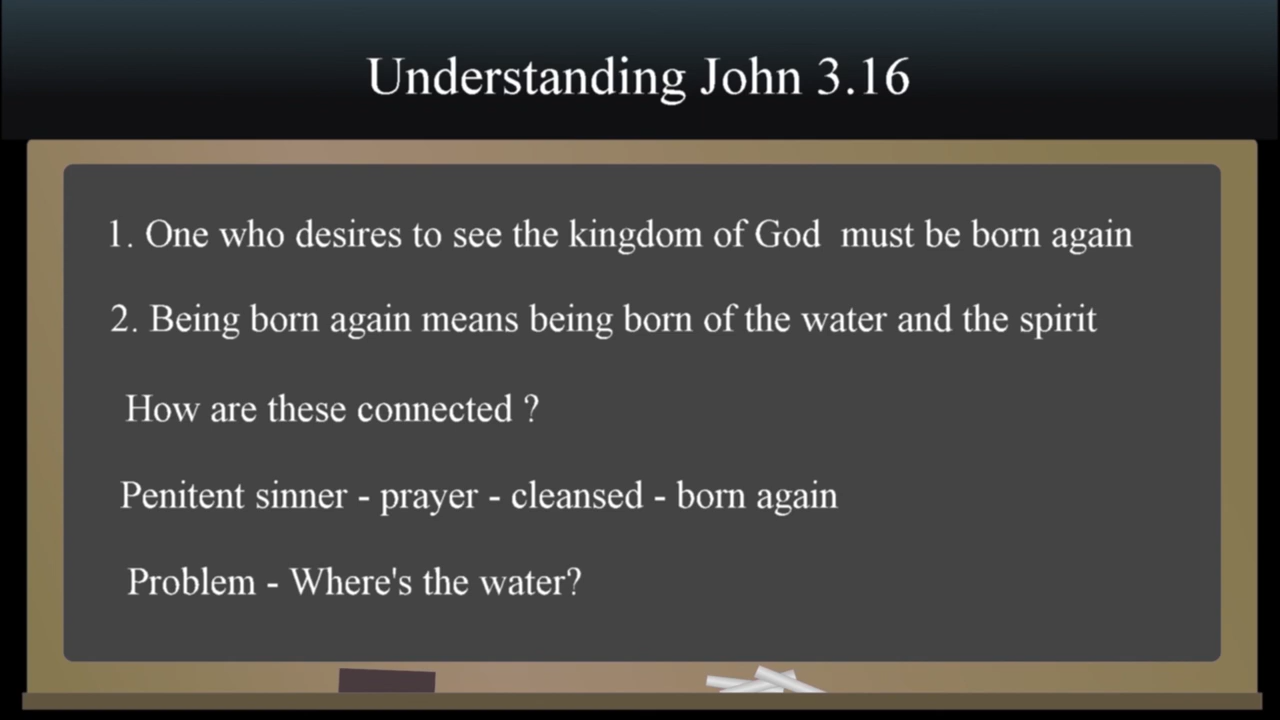 Understanding John 3.16
1. One who desires to see the kingdom of God  must be born again
2. Being born again means being born of the water and the spirit
How are these connected ?
Penitent sinner - prayer - cleansed - born again
Problem - Where's the water?